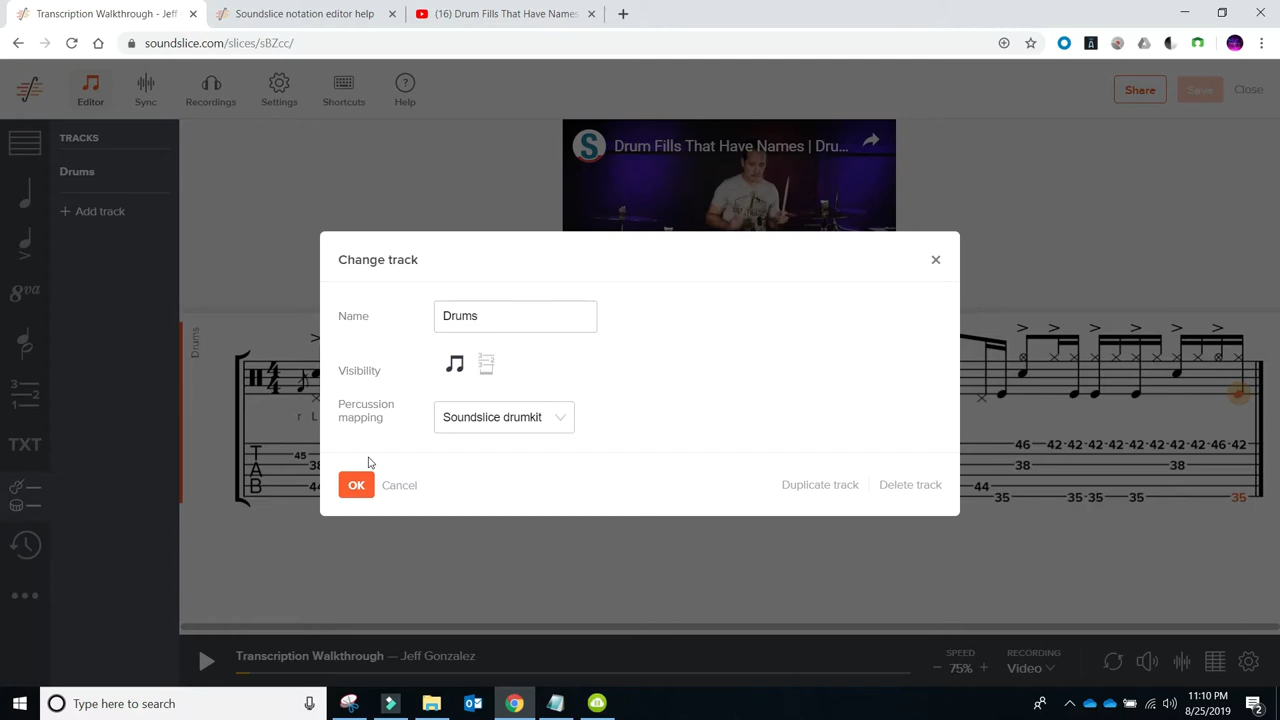 Transcription Walkthrough - Jeff
Soundslice notation editor help
(16) Drum Fills That Have Names
soundslice.com/slices/sBZcc/
Editor
Sync
Recordings
Settings
Shortcuts
Help
Share
Save
Close
TRACKS
Drums
+ Add track
8va
TXT
S Drum Fills That Have Names | Dru...
Drums
Change track
Name
Drums
Visibility
Percussion mapping
Soundslice drumkit
OK
Cancel
Duplicate track
Delete track
r L
T
A
B
45
38
44
46 42 42 42 42 42 46 42
38 38
44
35 35 35 35
Transcription Walkthrough — Jeff Gonzalez
SPEED
− 75% +
RECORDING
Video
Type here to search
11:10 PM
8/25/2019
2